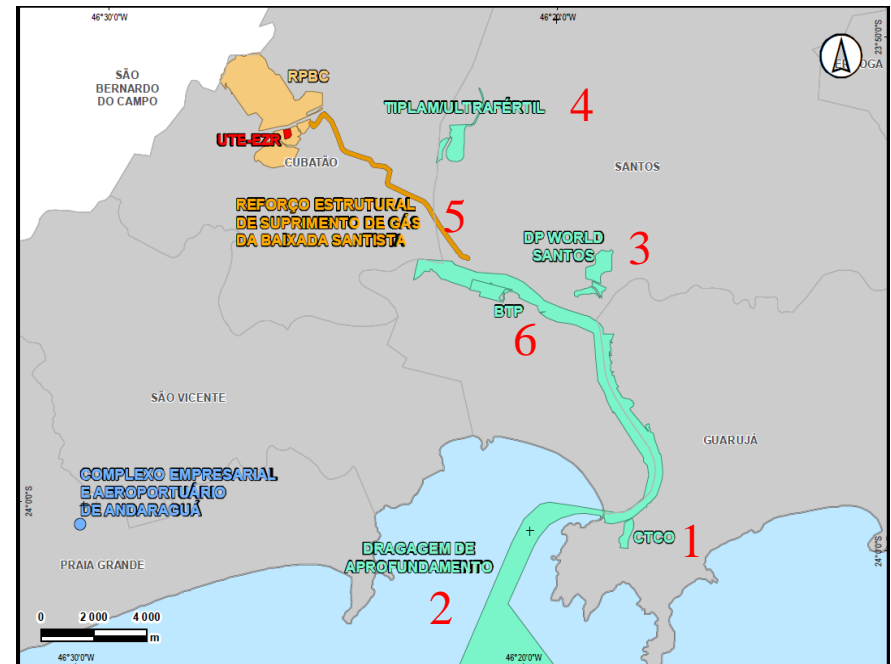 46°30'0"W
46°20'0"W
23°50'0"S
SÃO
BERNARDO
DO CAMPO
RPBC
TIPLAM/ULTRAFÉRTIL
4
UTE-EZR
CUBATÃO
SANTOS
REFORÇO ESTRUTURAL
DE SUPRIMENTO DE GÁS
DA BAIXADA SANTISTA
5
DP WORLD
SANTOS
3
BTP
6
SÃO VICENTE
GUARUJÁ
COMPLEXO EMPRESARIAL
E AEROPORTUÁRIO
DE ANDARAGUÁ
24°0'0"S
24°0'0"S
CTCO
1
DRAGAGEM DE
APROFUNDAMENTO
2
PRAIA GRANDE
0 2 000 4 000
m
46°30'0"W
46°20'0"W